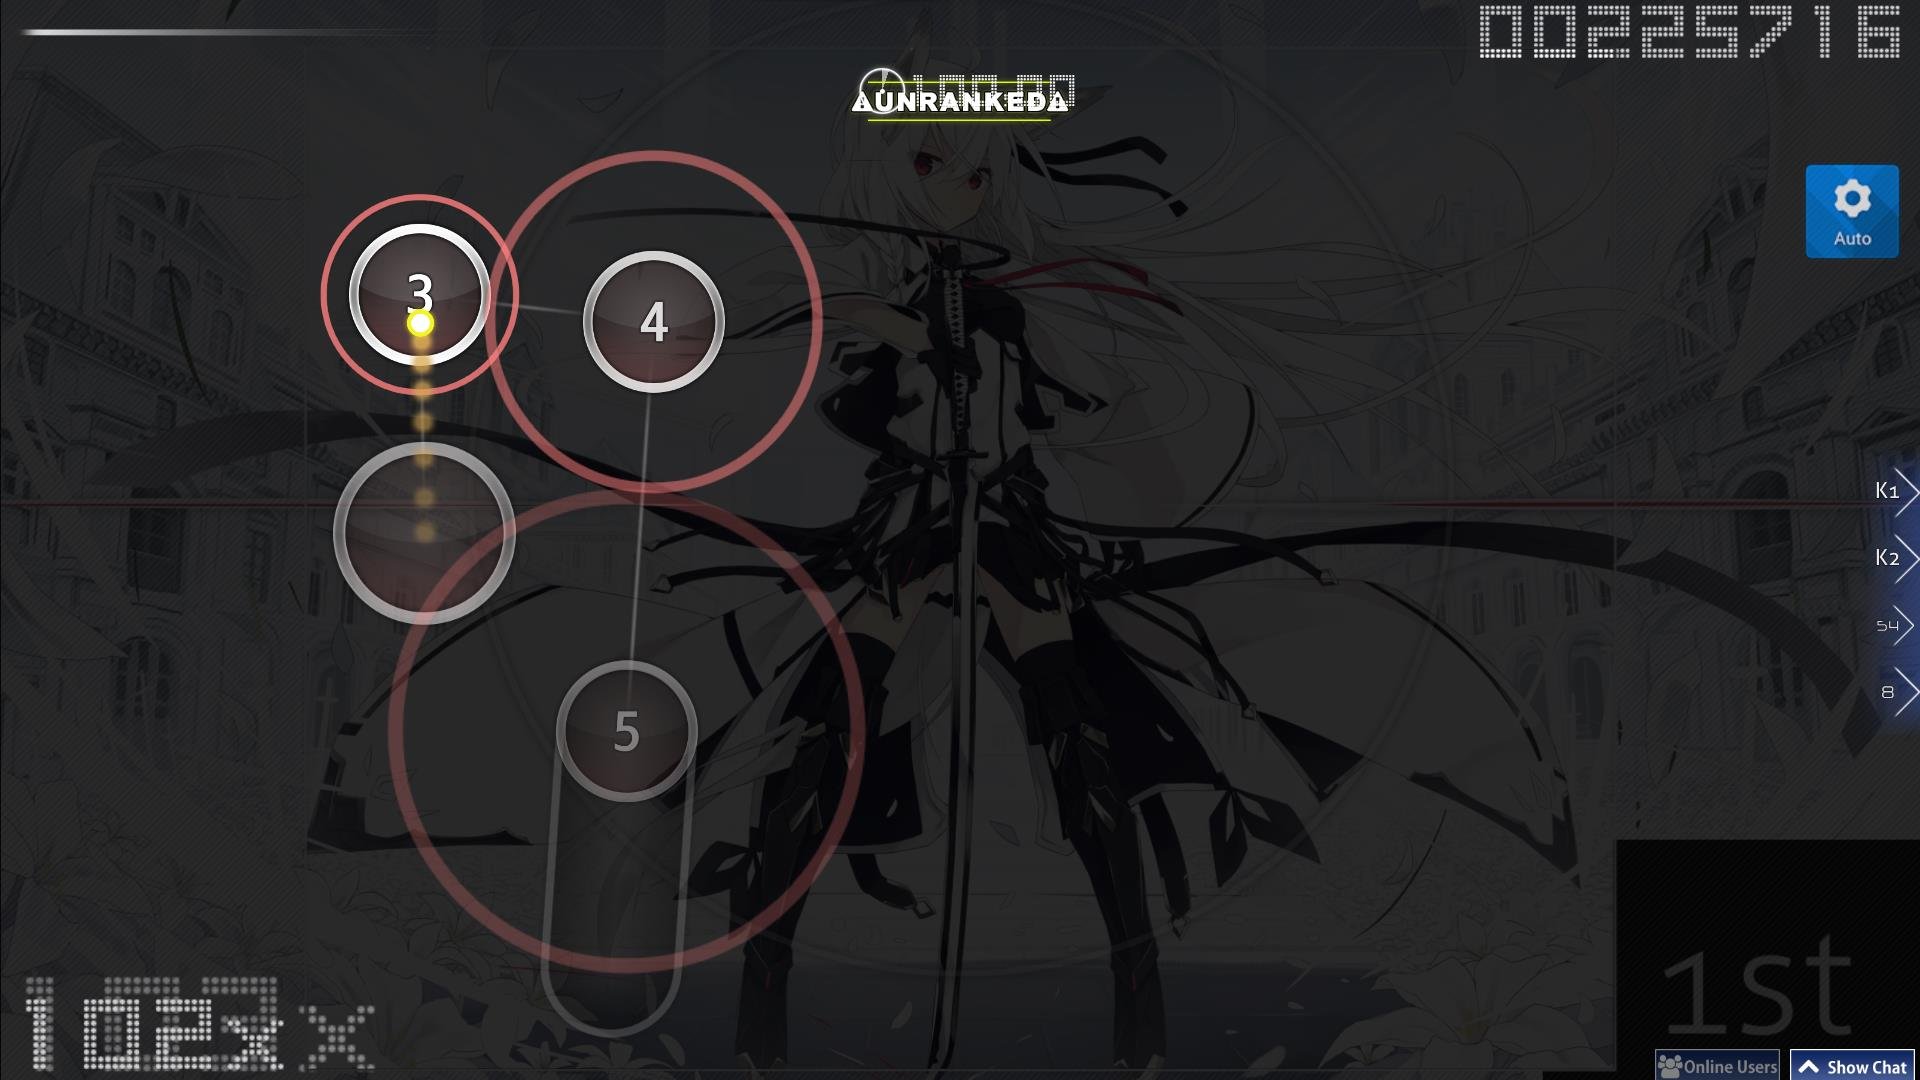 00225716
UNRANKED
Auto
3
4
K1
K2
54
8
5
1st
102x
Online Users
Show Chat